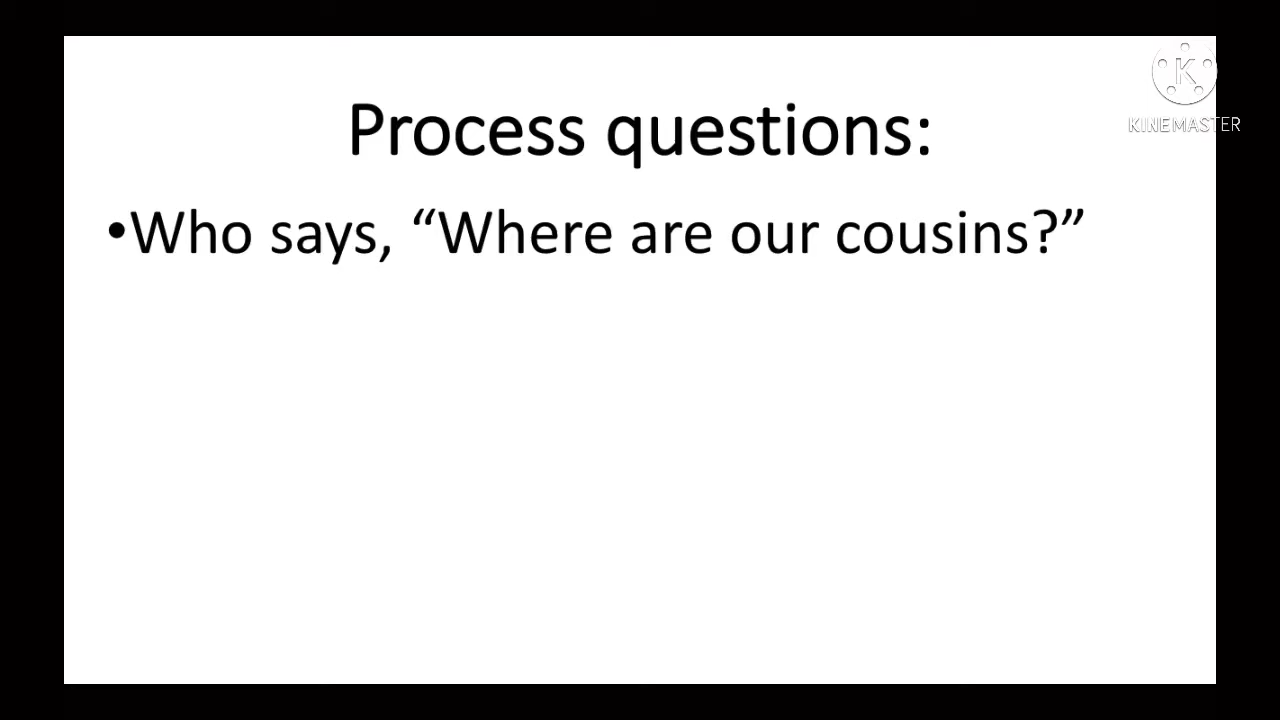 Process questions:
•Who says, “Where are our cousins?”
K
KINEMASTER